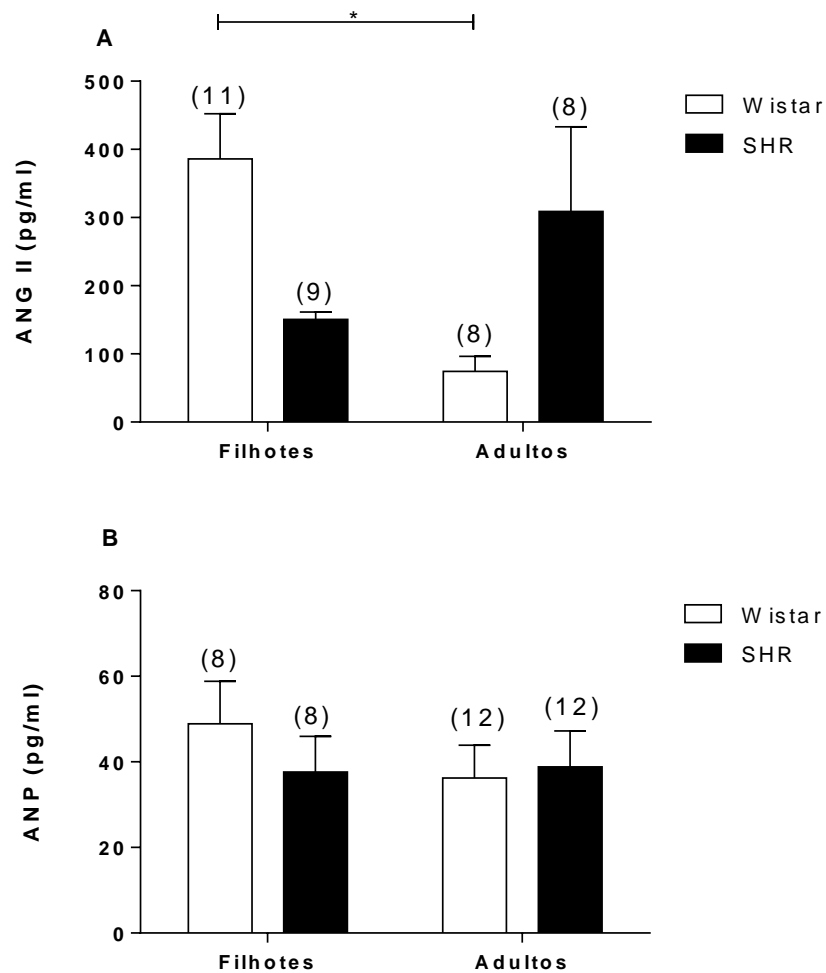 *
A
500
(11)
(8)
Wistar
SHR
400
300
(9)
200
(8)
100
0
ANG II (pg/ml)
Filhotes
Adultos
B
80
Wistar
SHR
(8)
60
(8)
(12)
(12)
40
20
0
ANP (pg/ml)
Filhotes
Adultos